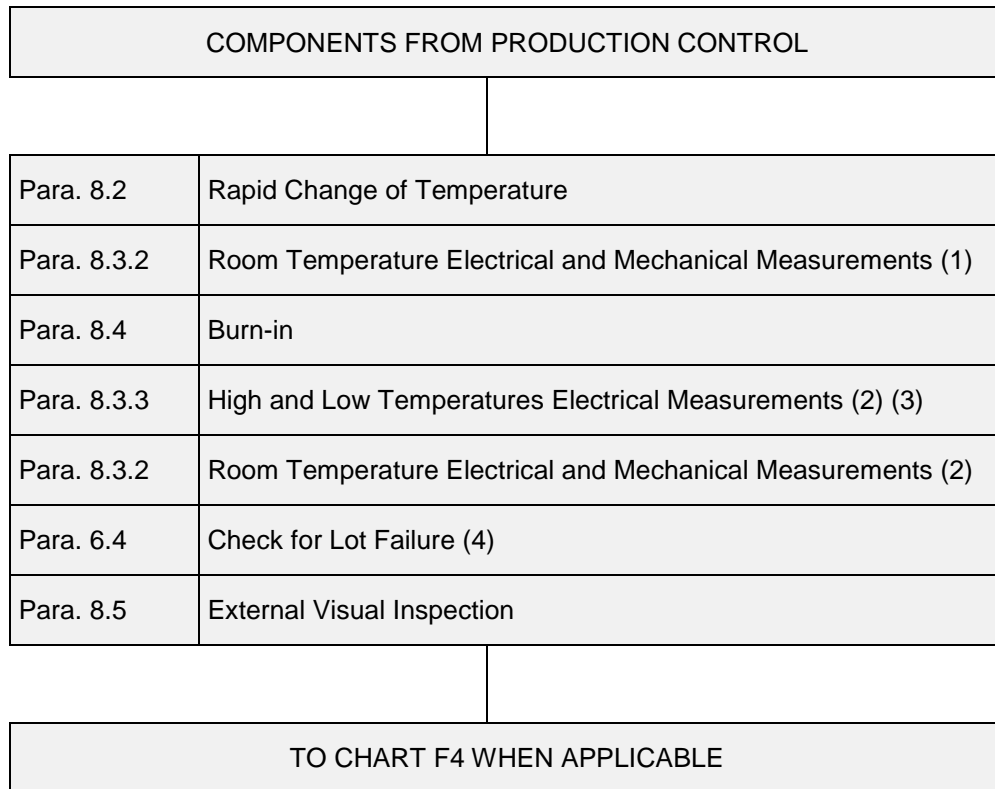 COMPONENTS FROM PRODUCTION CONTROL
Para. 8.2 Rapid Change of Temperature
Para. 8.3.2 Room Temperature Electrical and Mechanical Measurements (1)
Para. 8.4 Burn-in
Para. 8.3.3 High and Low Temperatures Electrical Measurements (2) (3)
Para. 8.3.2 Room Temperature Electrical and Mechanical Measurements (2)
Para. 6.4 Check for Lot Failure (4)
Para. 8.5 External Visual Inspection
TO CHART F4 WHEN APPLICABLE